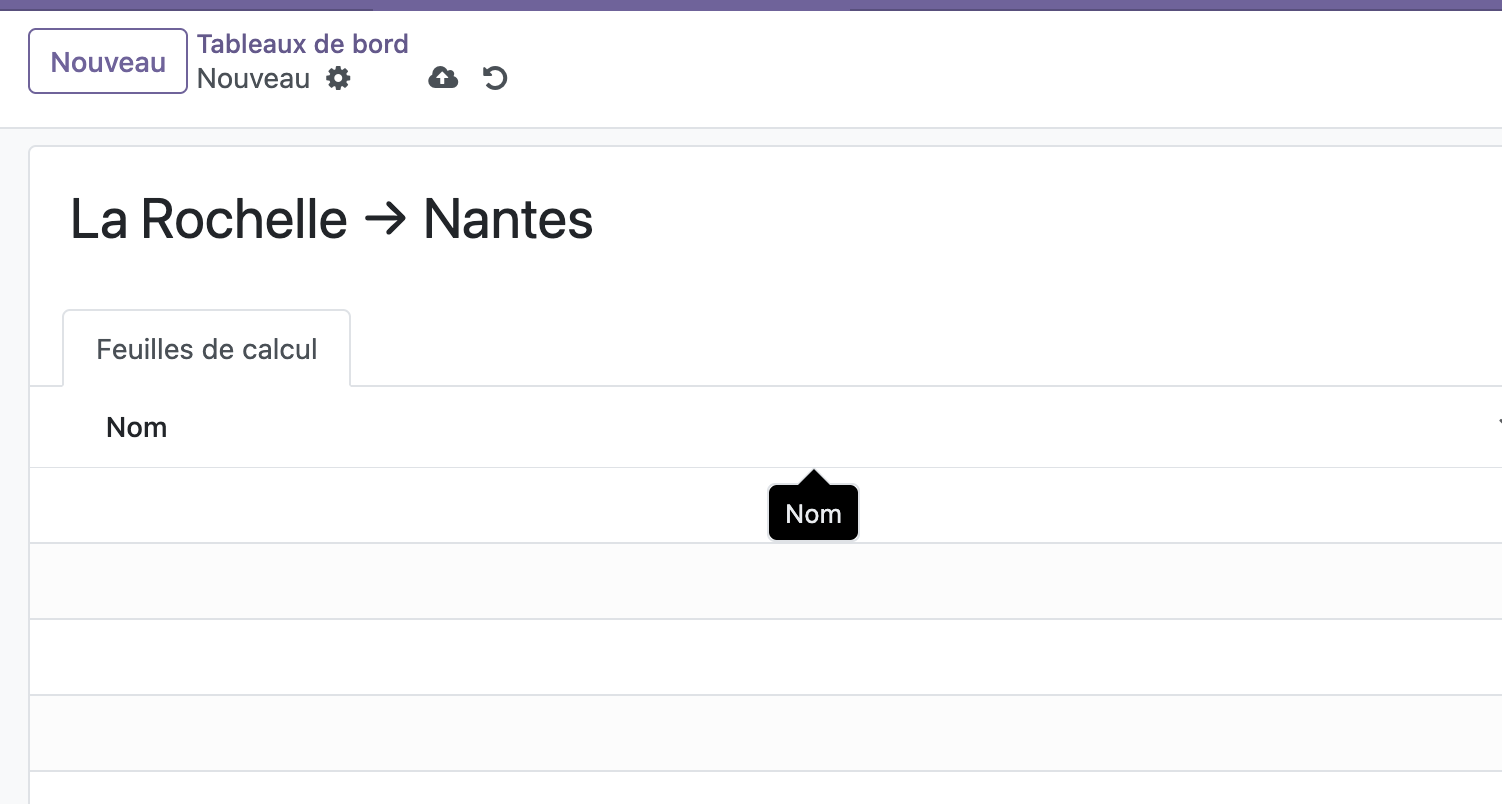 Nouveau
Tableaux de bord
Nouveau
La Rochelle → Nantes
Feuilles de calcul
Nom
Nom